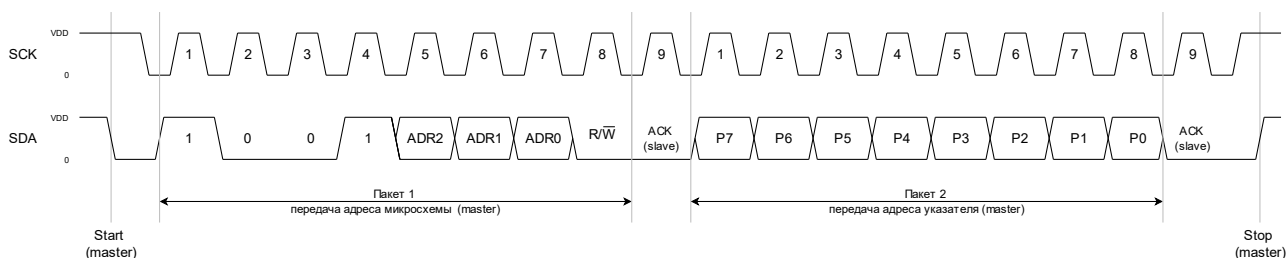 VDD
SCK
1 2 3 4 5 6 7 8 9 1 2 3 4 5 6 7 8 9
0
VDD
SDA
1 0 0 1 ADR2 ADR1 ADR0 R/W̅ ACK P7 P6 P5 P4 P3 P2 P1 P0 ACK
(slave) (slave)
0
Пакет 1 Пакет 2
передача адреса микросхемы (master) передача адреса указателя (master)
Start Stop
(master) (master)